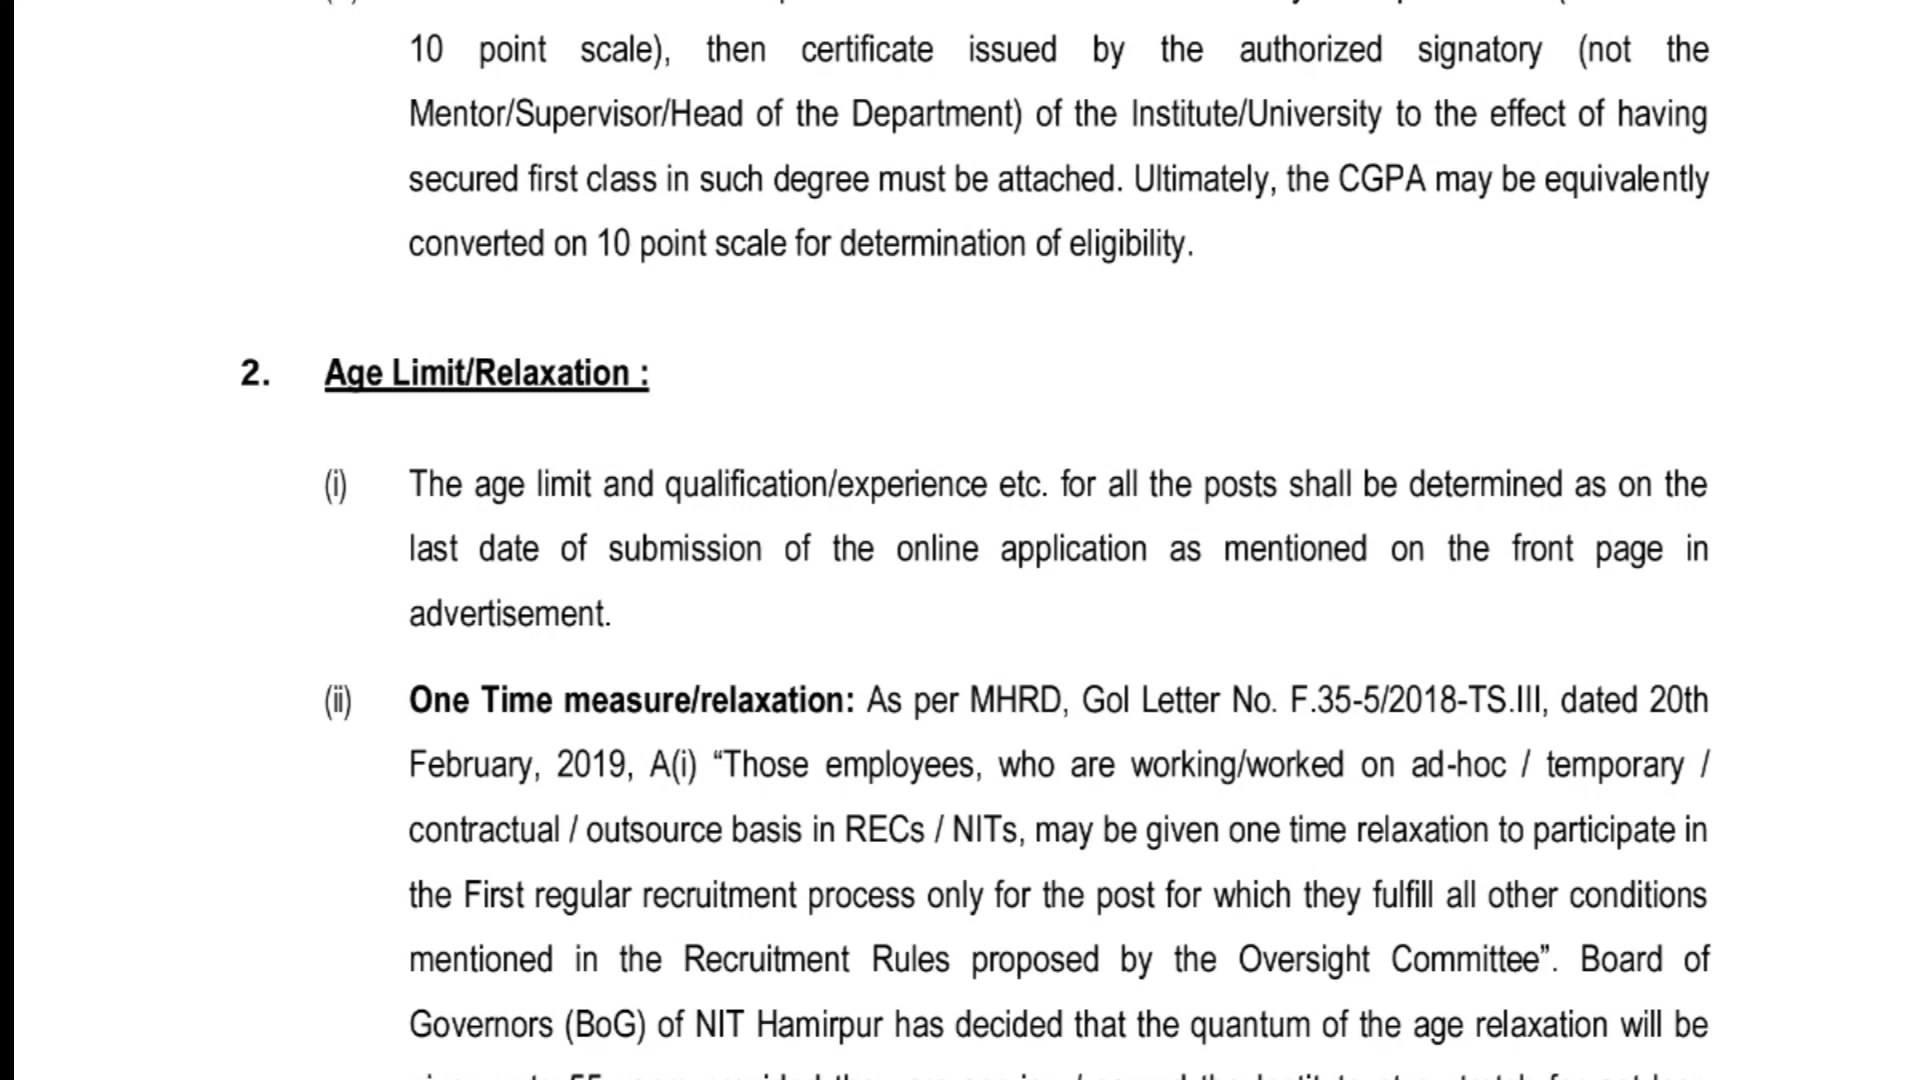 10 point scale), then certificate issued by the authorized signatory (not the
Mentor/Supervisor/Head of the Department) of the Institute/University to the effect of having
secured first class in such degree must be attached. Ultimately, the CGPA may be equivalently
converted on 10 point scale for determination of eligibility.
2. Age Limit/Relaxation :
(i) The age limit and qualification/experience etc. for all the posts shall be determined as on the
last date of submission of the online application as mentioned on the front page in
advertisement.
(ii) One Time measure/relaxation: As per MHRD, GoI Letter No. F.35-5/2018-TS.III, dated 20th
February, 2019, A(i) “Those employees, who are working/worked on ad-hoc / temporary /
contractual / outsource basis in RECs / NITs, may be given one time relaxation to participate in
the First regular recruitment process only for the post for which they fulfill all other conditions
mentioned in the Recruitment Rules proposed by the Oversight Committee”. Board of
Governors (BoG) of NIT Hamirpur has decided that the quantum of the age relaxation will be